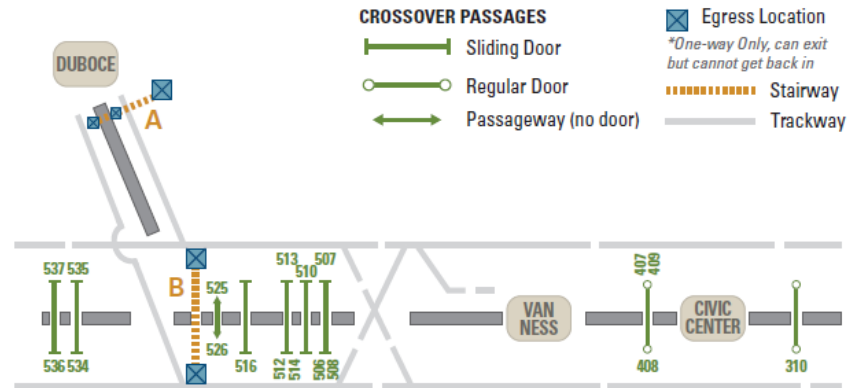 CROSSOVER PASSAGES
Sliding Door
Regular Door
Passageway (no door)
Egress Location
*One-way Only, can exit
but cannot get back in
Stairway
Trackway
DUBOCE
A
B
537
535
536
534
525
526
516
513
510
507
512
514
506
508
VAN
NESS
407
409
408
CIVIC
CENTER
310